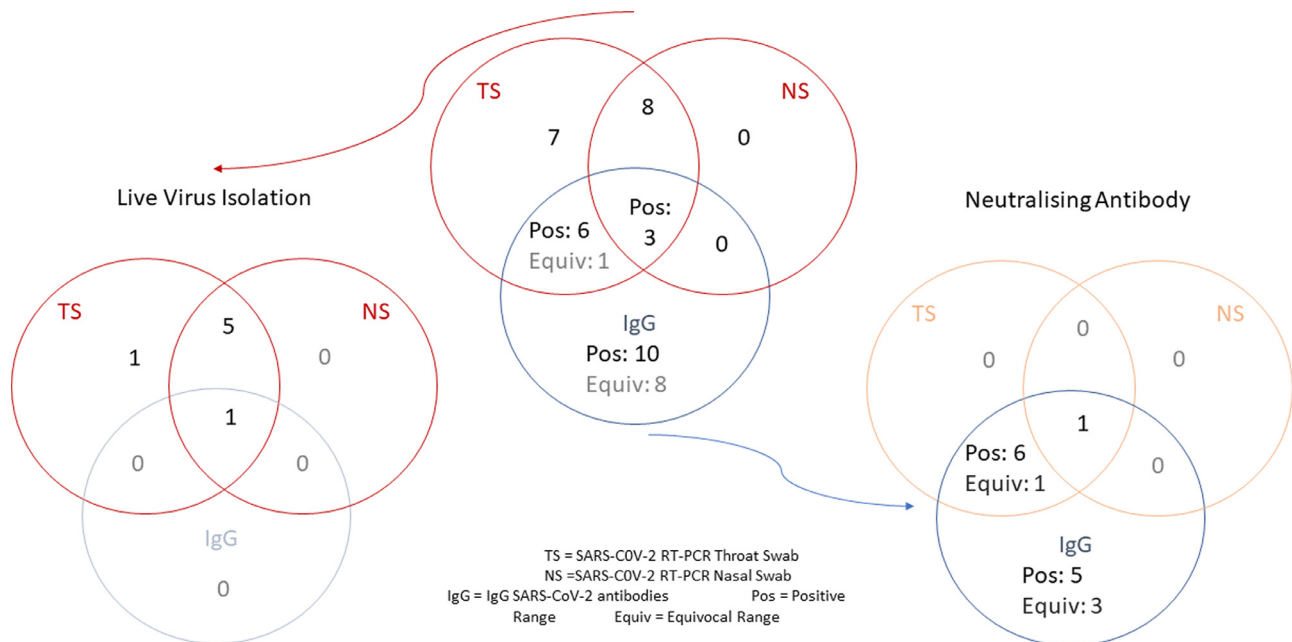 TS
NS
8
7
0
Pos: 6
Equiv: 1
Pos:
3
0
IgG
Pos: 10
Equiv: 8
Live Virus Isolation
TS
NS
5
1
0
1
0
0
IgG
0
Neutralising Antibody
TS
NS
0
0
0
1
Pos: 6
Equiv: 1
0
IgG
Pos: 5
Equiv: 3
TS = SARS-C0V-2 RT-PCR Throat Swab
NS =SARS-C0V-2 RT-PCR Nasal Swab
IgG = IgG SARS-CoV-2 antibodies Pos = Positive
Range Equiv = Equivocal Range